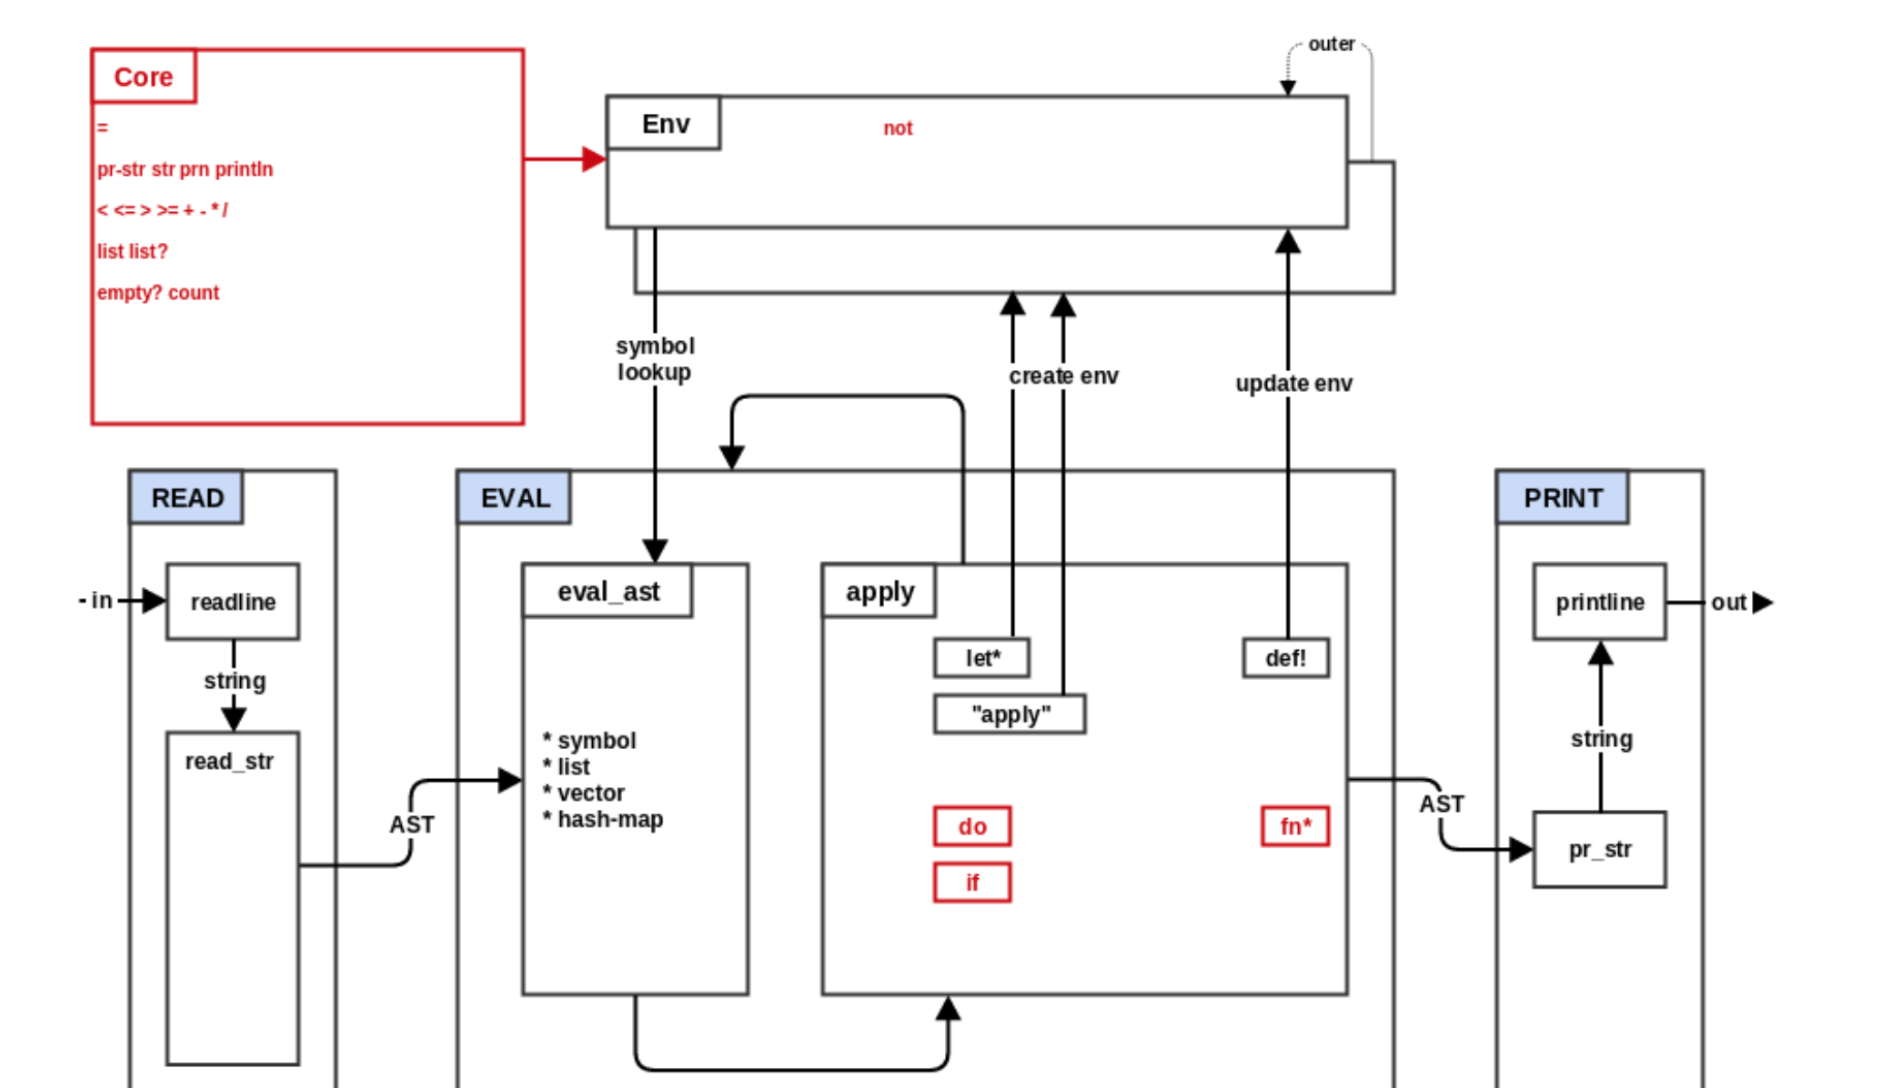 Core
=
pr-str str prn println
< <= > >= + - * /
list list?
empty? count
outer
Env
not
symbol
lookup
create env
update env
READ
- in
readline
string
read_str
AST
EVAL
eval_ast
* symbol
* list
* vector
* hash-map
apply
let*
"apply"
def!
do
fn*
if
AST
PRINT
printline
out
string
pr_str